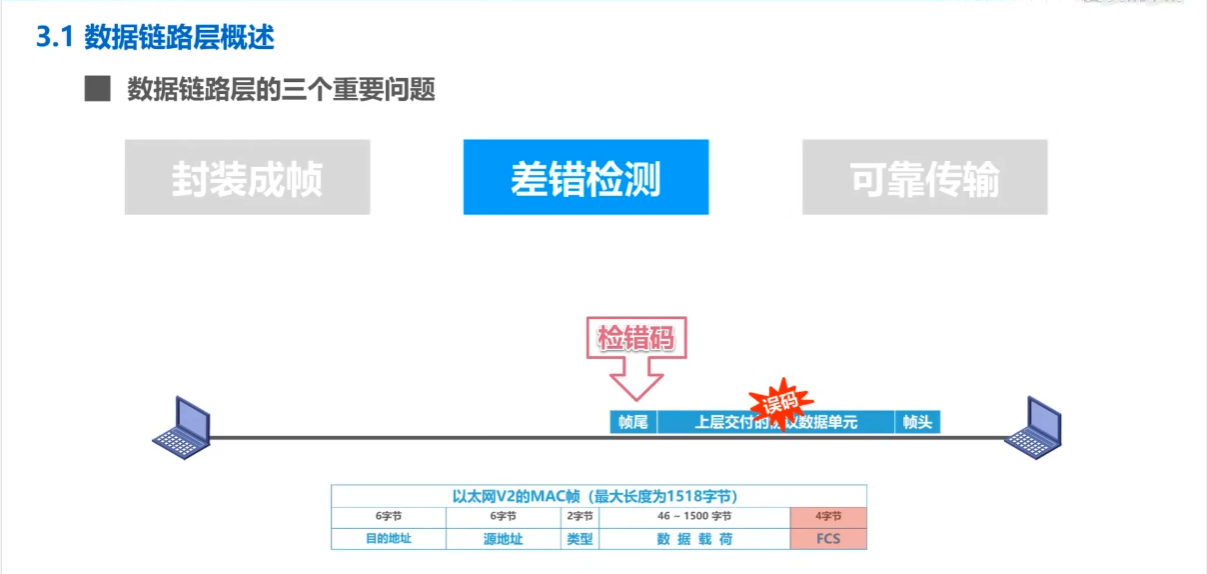 3.1 数据链路层概述
数据链路层的三个重要问题
封装成帧
差错检测
可靠传输
检错码
误码
帧尾
上层交付的协议数据单元
帧头
以太网V2的MAC帧（最大长度为1518字节）
6字节
6字节
2字节
46 ~ 1500 字节
4字节
目的地址
源地址
类型
数 据 载 荷
FCS